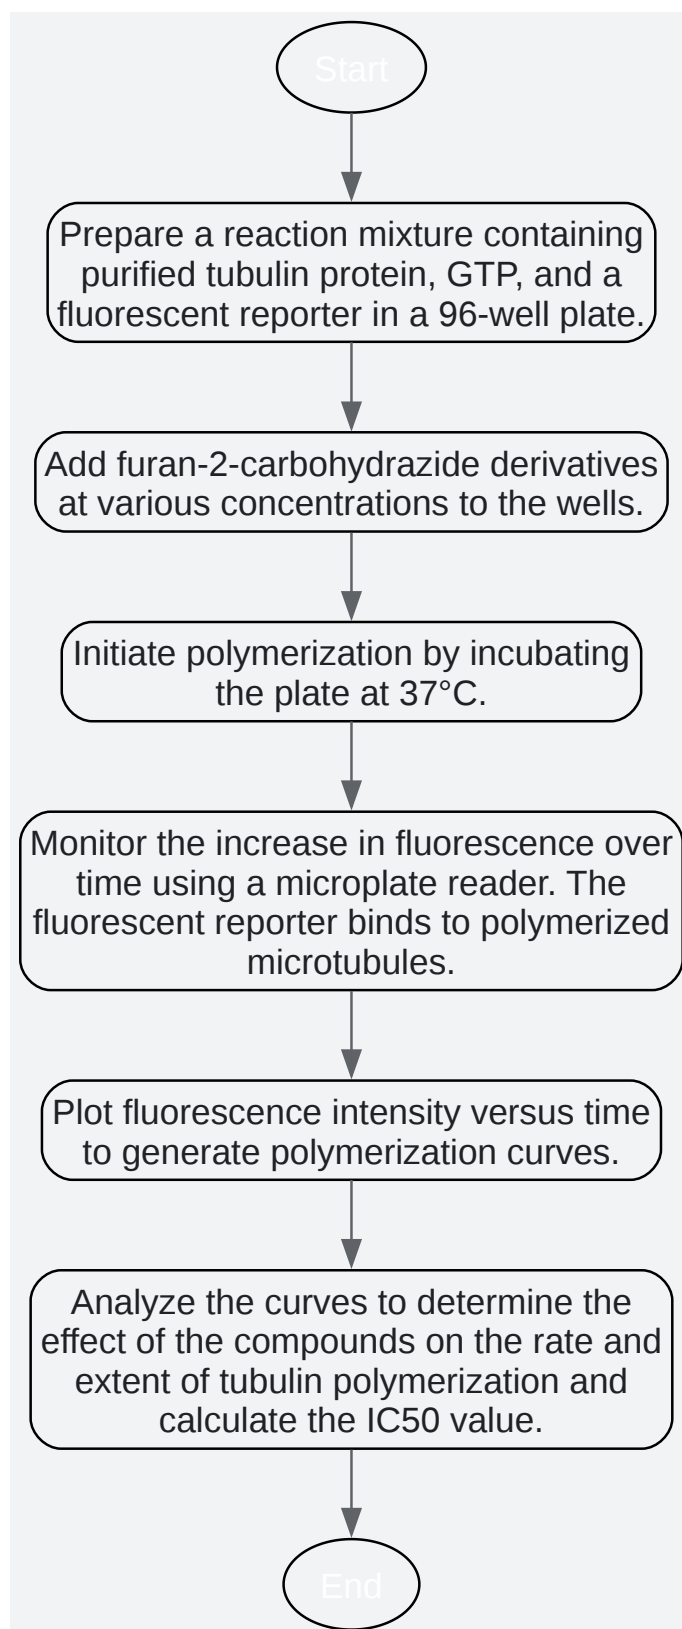 Start
Prepare a reaction mixture containing
purified tubulin protein, GTP, and a
fluorescent reporter in a 96-well plate.
Add furan-2-carbohydrazide derivatives
at various concentrations to the wells.
Initiate polymerization by incubating
the plate at 37°C.
Monitor the increase in fluorescence over
time using a microplate reader. The
fluorescent reporter binds to polymerized
microtubules.
Plot fluorescence intensity versus time
to generate polymerization curves.
Analyze the curves to determine the
effect of the compounds on the rate and
extent of tubulin polymerization and
calculate the IC50 value.
End